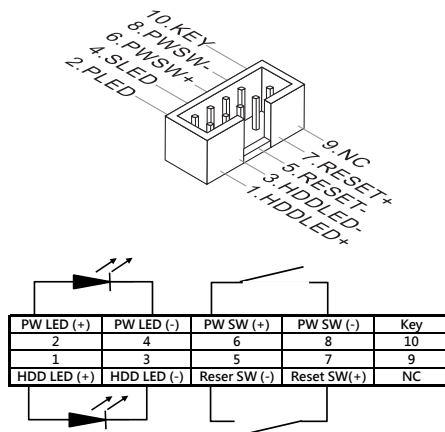 10.KEY
8.PWSW-
6.PWSW+
4.SLED
2.PLED
9.NC
7.RESET+
5.RESET-
3.HDDLED-
1.HDDLED+
PW LED (+) PW LED (-) PW SW (+) PW SW (-) Key
2 4 6 8 10
1 3 5 7 9
HDD LED (+) HDD LED (-) Reser SW (-) Reset SW(+) NC